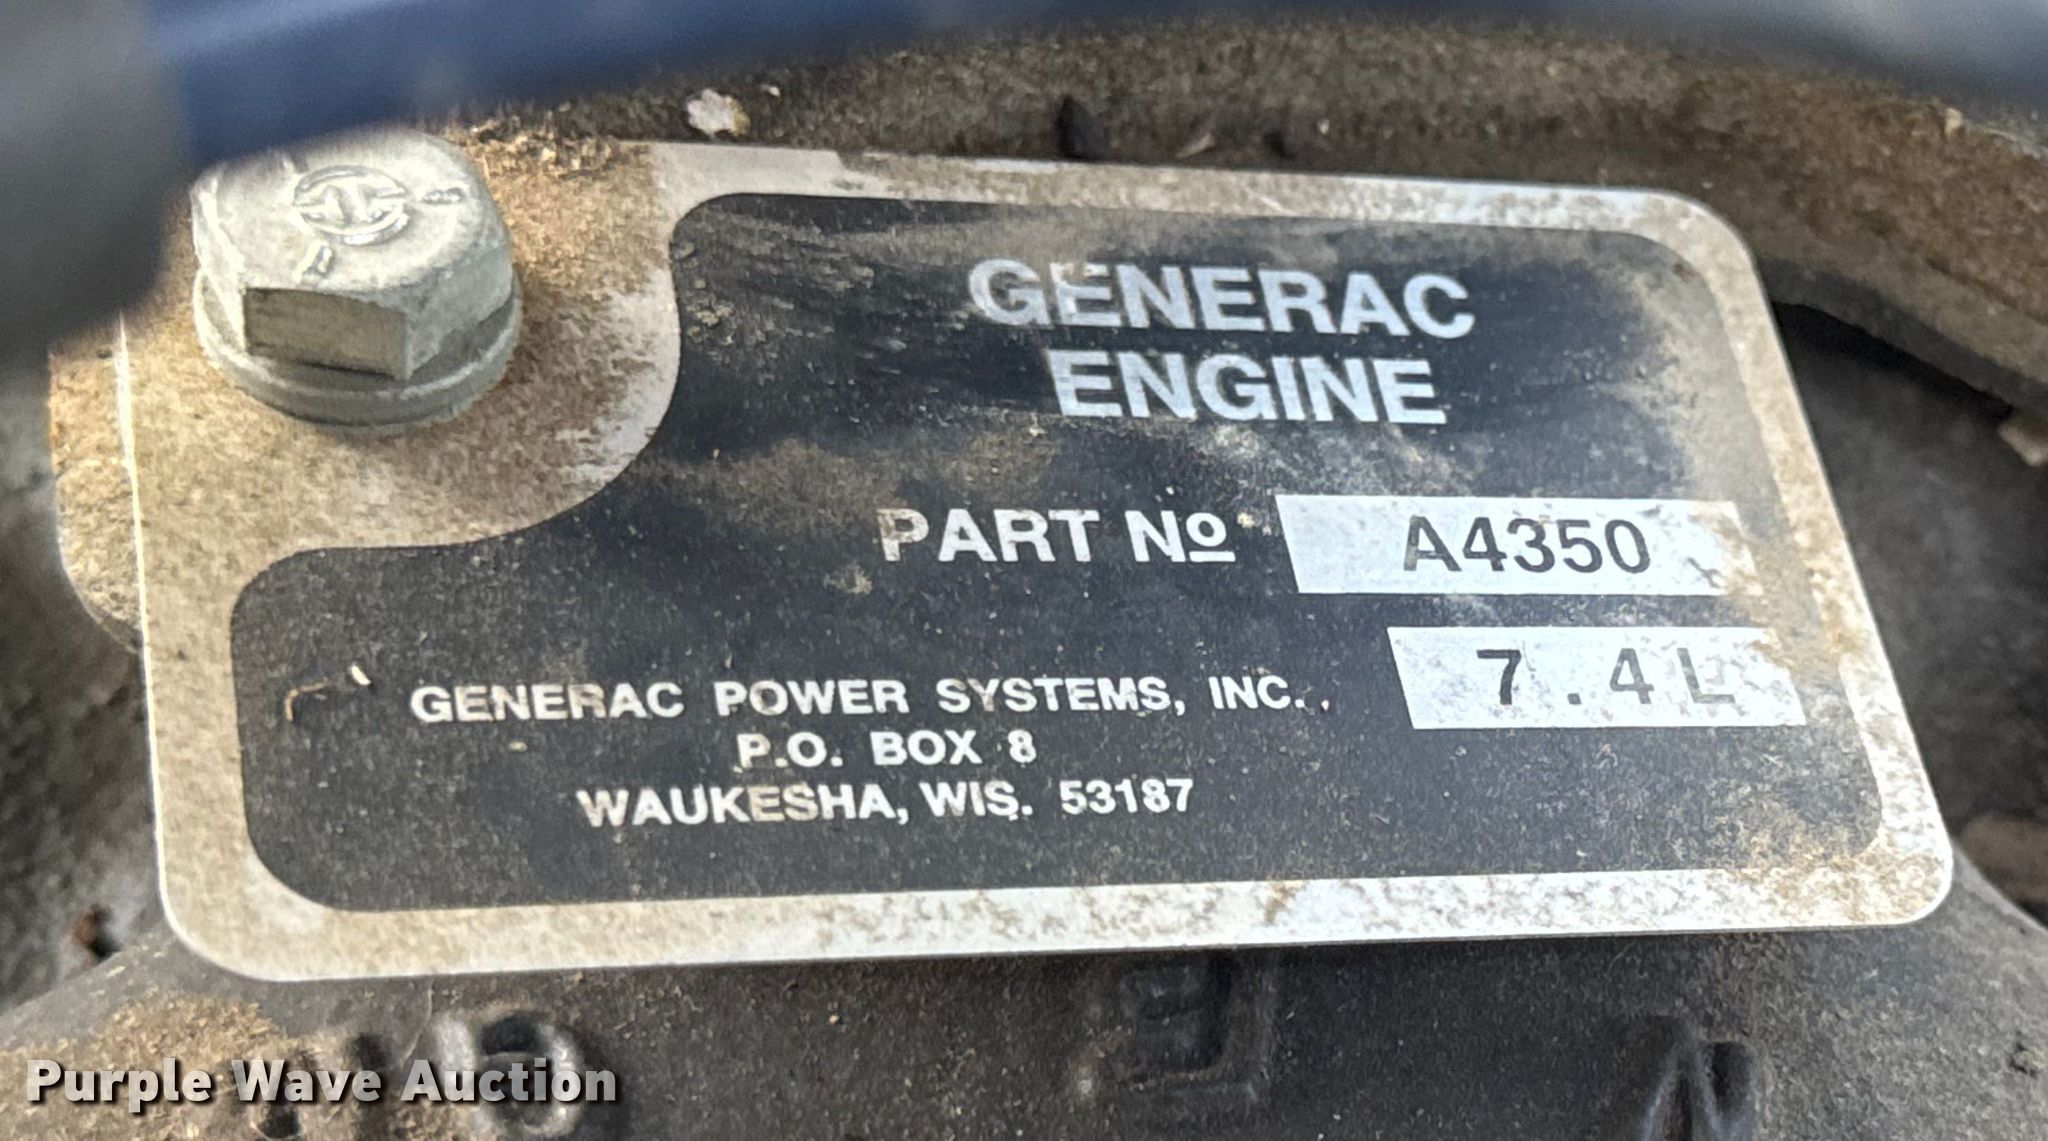 GENERAC
ENGINE
PART Nº A4350
7.4L
GENERAC POWER SYSTEMS, INC.
P.O. BOX 8
WAUKESHA, WIS. 53187
Purple Wave Auction